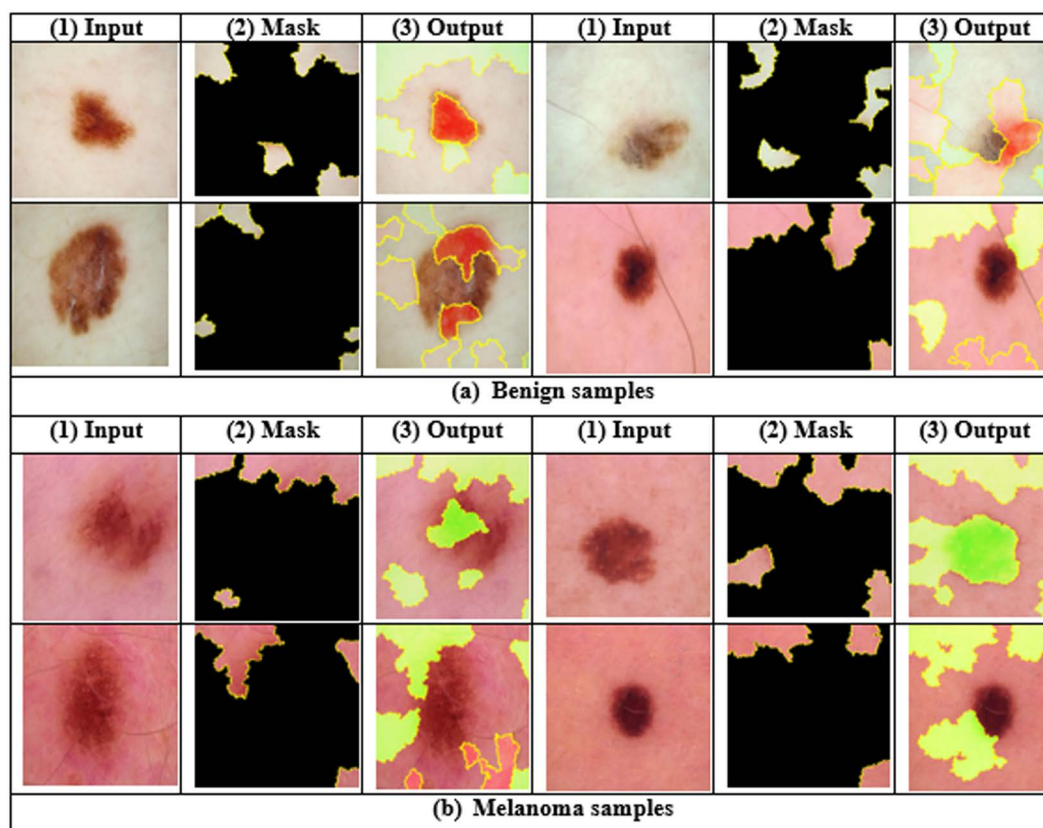 (1) Input (2) Mask (3) Output (1) Input (2) Mask (3) Output
(a) Benign samples
(1) Input (2) Mask (3) Output (1) Input (2) Mask (3) Output
(b) Melanoma samples